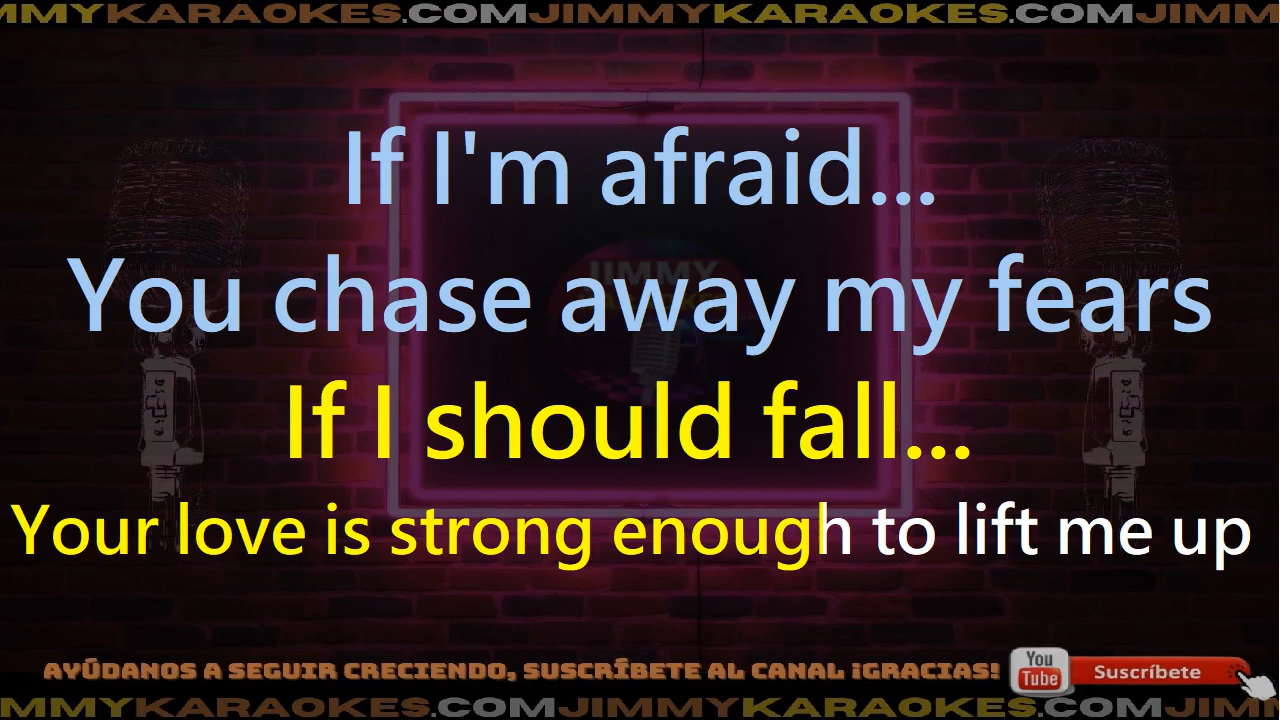 MMYKARAOKES.COMJIMMYKARAOKES.COMJIMM
If I'm afraid...
You chase away my fears
JIMMY
If I should fall...
Your love is strong enough to lift me up
AYÚDANOS A SEGUIR CRECIENDO, SUSCRÍBETE AL CANAL ¡GRACIAS!
You
Tube
Suscríbete
MMYKARAOKES.COMJIMMYKARAOKES.COMJIMM